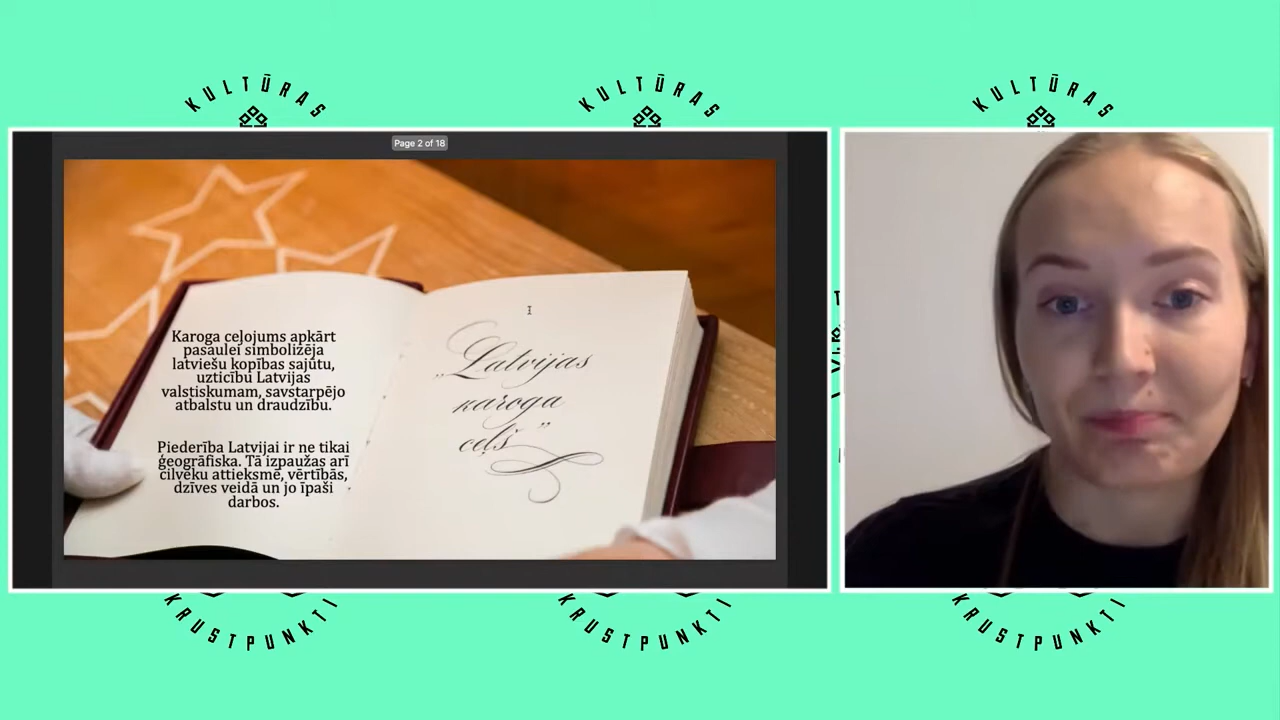 KULTŪRAS
KULTŪRAS
KULTŪRAS
Page 2 of 18
Karoga ceļojums apkārt
pasaulei simbolizēja
latviešu kopības sajūtu,
uzticību Latvijas
valstiskumam, savstarpējo
atbalstu un draudzību.
Piederība Latvijai ir ne tikai
ģeogrāfiska. Tā izpaužas arī
cilvēku attieksmē, vērtībās,
dzīves veidā un jo īpaši
darbos.
„Latvijas
karoga
ceļš”
KRUSTPUNKTI
KRUSTPUNKTI
KRUSTPUNKTI